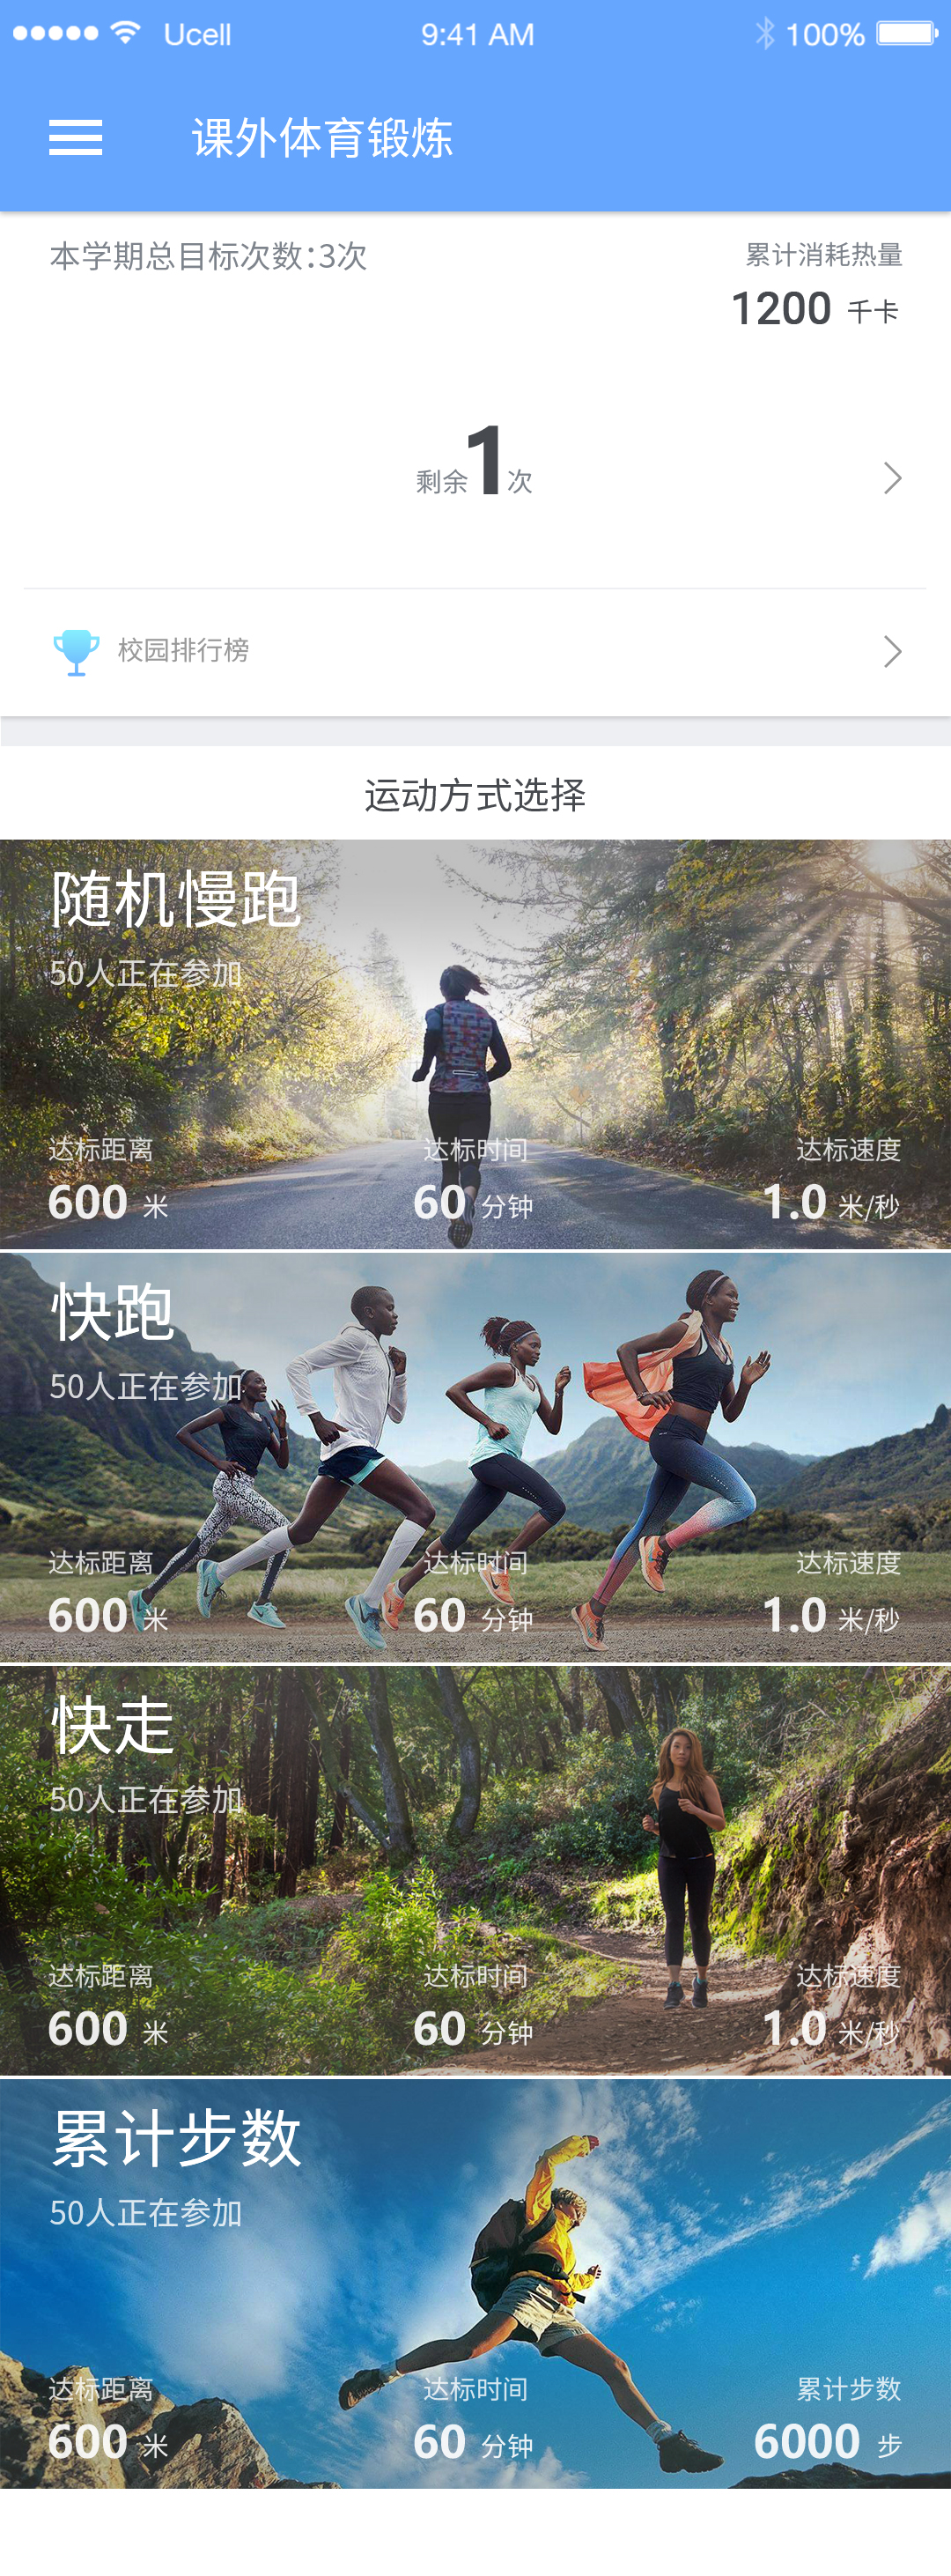 Ucell 9:41 AM 100%
课外体育锻炼
本学期总目标次数:3次
累计消耗热量
1200 千卡
剩余1次
校园排行榜
运动方式选择
随机慢跑
50人正在参加
达标距离 达标时间 达标速度
600 米 60 分钟 1.0 米/秒
快跑
50人正在参加
达标距离 达标时间 达标速度
600 米 60 分钟 1.0 米/秒
快走
50人正在参加
达标距离 达标时间 达标速度
600 米 60 分钟 1.0 米/秒
累计步数
50人正在参加
达标距离 达标时间 累计步数
600 米 60 分钟 6000 步